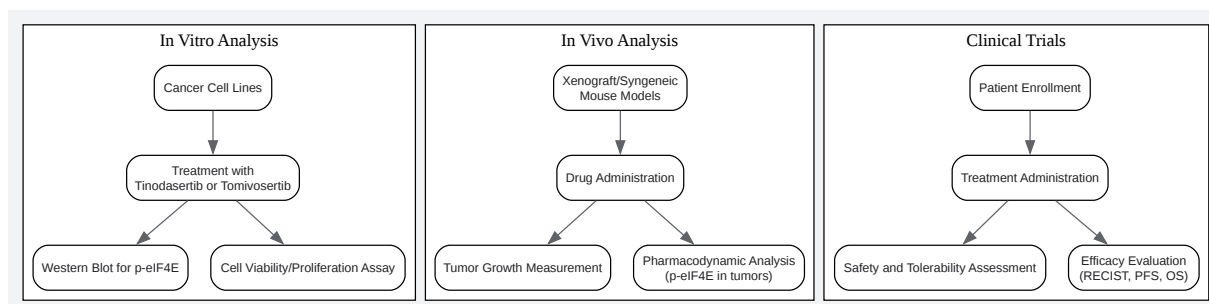 In Vitro Analysis
Cancer Cell Lines
Treatment with
Tinodasertib or Tomivosertib
Western Blot for p-eIF4E
Cell Viability/Proliferation Assay
In Vivo Analysis
Xenograft/Syngeneic
Mouse Models
Drug Administration
Tumor Growth Measurement
Pharmacodynamic Analysis
(p-eIF4E in tumors)
Clinical Trials
Patient Enrollment
Treatment Administration
Safety and Tolerability Assessment
Efficacy Evaluation
(RECIST, PFS, OS)